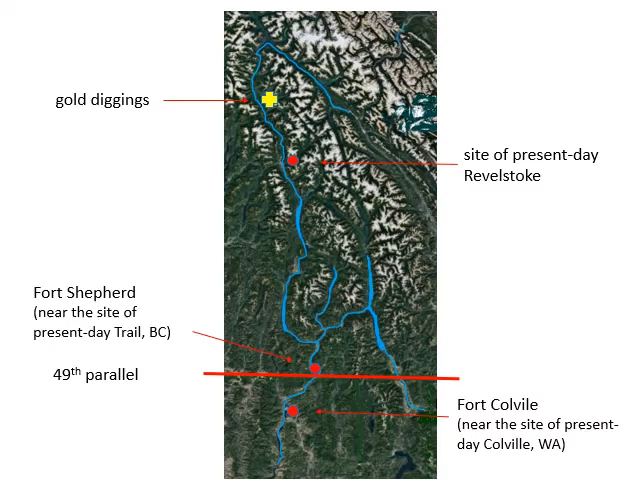 gold diggings
site of present-day
Revelstoke
Fort Shepherd
(near the site of
present-day Trail, BC)
49th parallel
Fort Colvile
(near the site of present-
day Colville, WA)